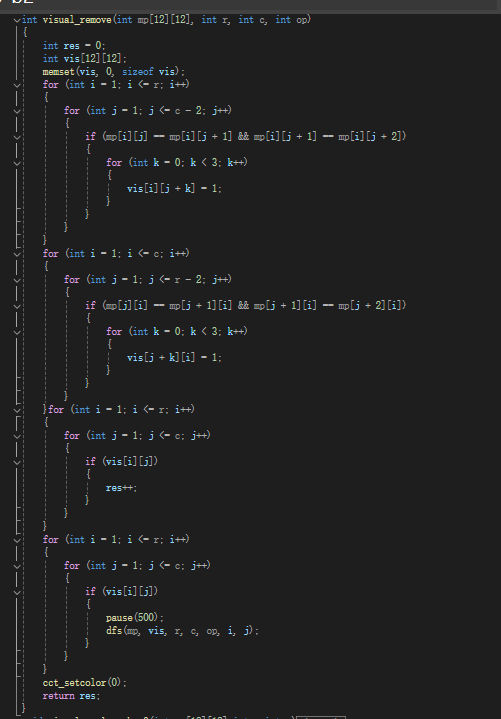 int visual_remove(int mp[12][12], int r, int c, int op)
{
int res = 0;
int vis[12][12];
memset(vis, 0, sizeof vis);
for (int i = 1; i <= r; i++)
{
for (int j = 1; j <= c - 2; j++)
{
if (mp[i][j] == mp[i][j + 1] && mp[i][j + 1] == mp[i][j + 2])
{
for (int k = 0; k < 3; k++)
{
vis[i][j + k] = 1;
}
}
}
}
for (int i = 1; i <= c; i++)
{
for (int j = 1; j <= r - 2; j++)
{
if (mp[j][i] == mp[j + 1][i] && mp[j + 1][i] == mp[j + 2][i])
{
for (int k = 0; k < 3; k++)
{
vis[j + k][i] = 1;
}
}
}
}for (int i = 1; i <= r; i++)
{
for (int j = 1; j <= c; j++)
{
if (vis[i][j])
{
res++;
}
}
}
for (int i = 1; i <= r; i++)
{
for (int j = 1; j <= c; j++)
{
if (vis[i][j])
{
pause(500);
dfs(mp, vis, r, c, op, i, j);
}
}
}
cct_setcolor(0);
return res;
}